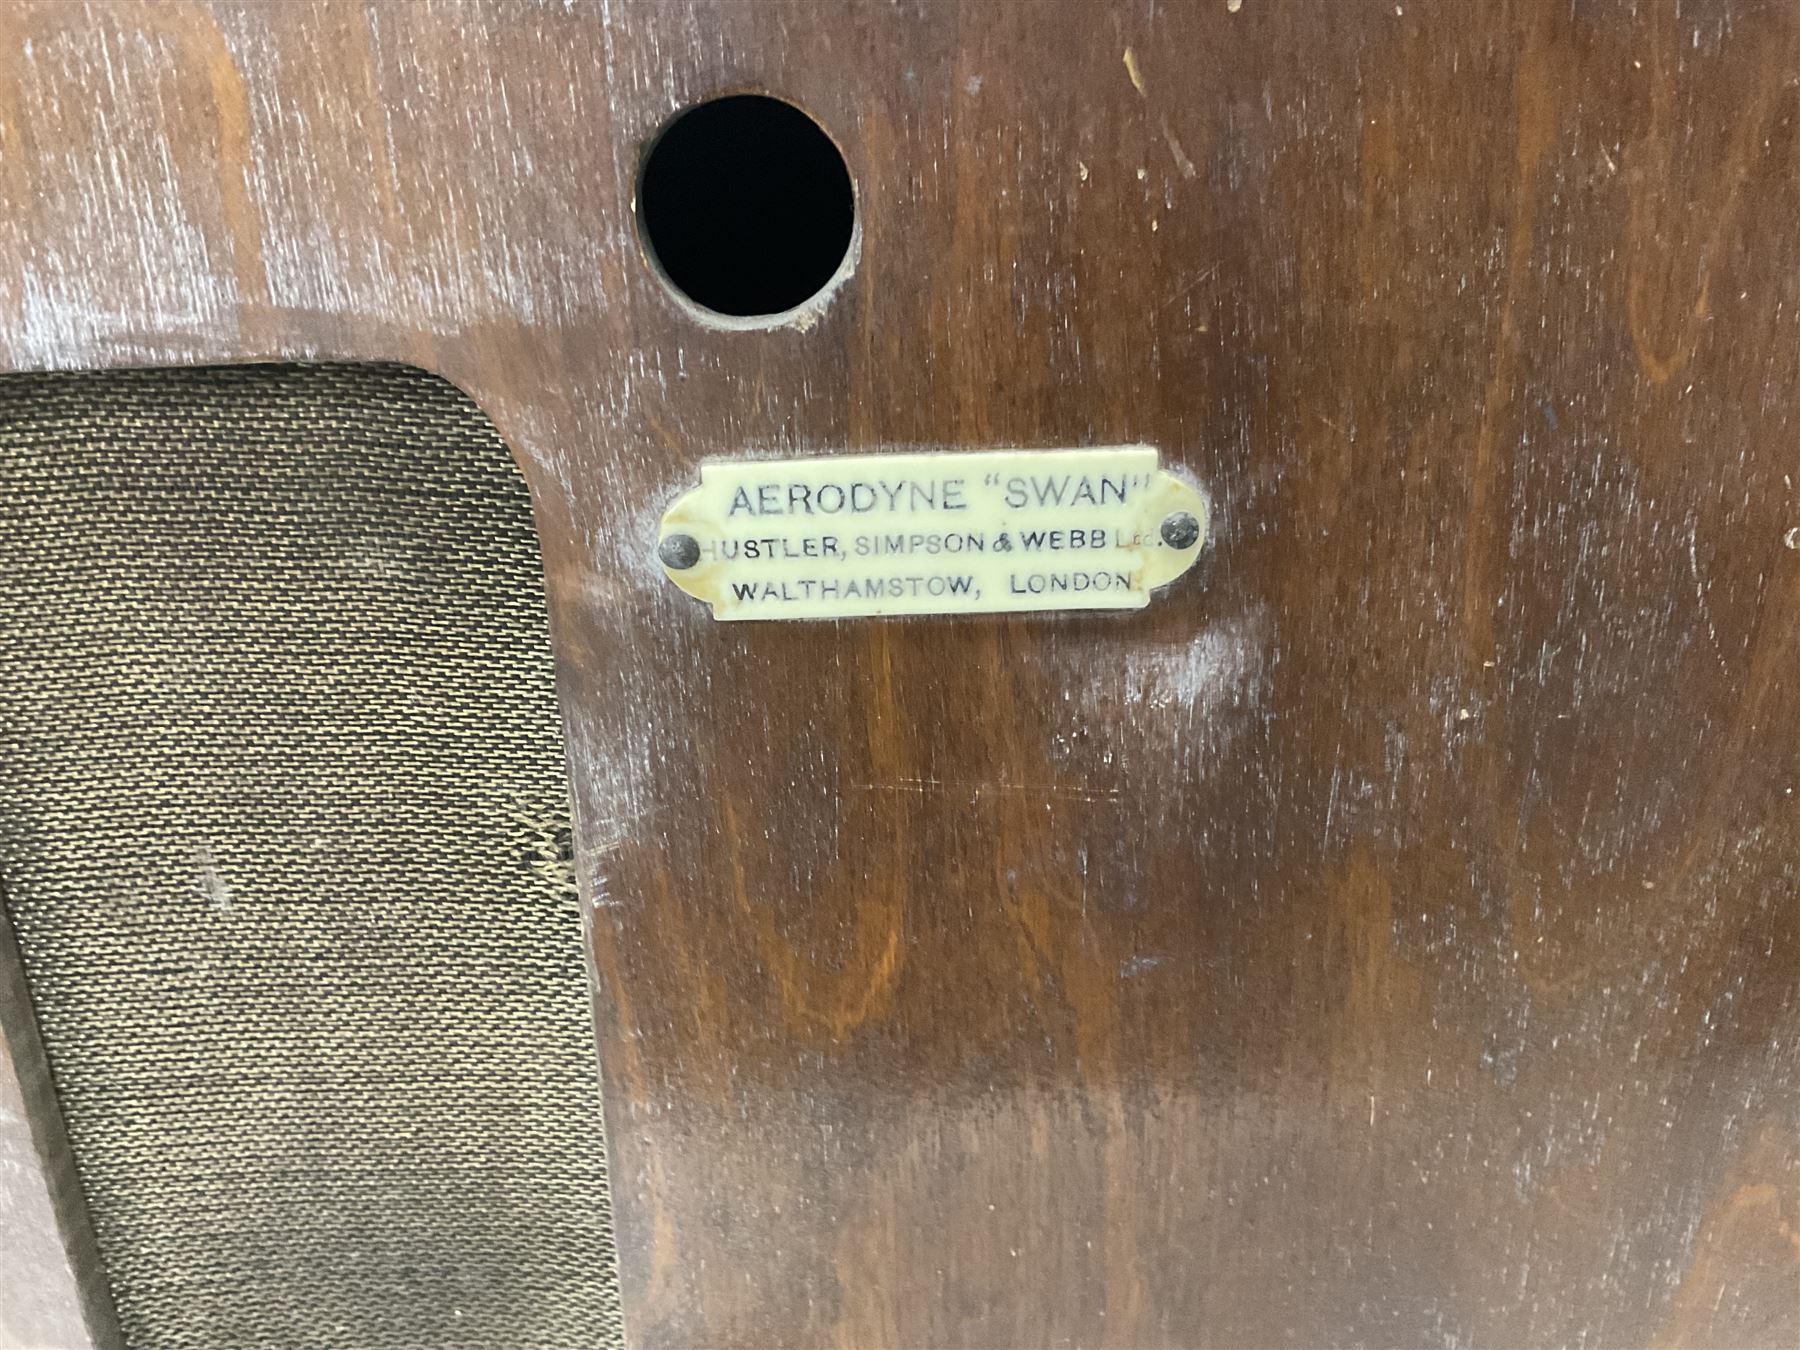 AERODYNE "SWAN"
HUSTLER, SIMPSON & WEBB Ltd.
WALTHAMSTOW, LONDON.